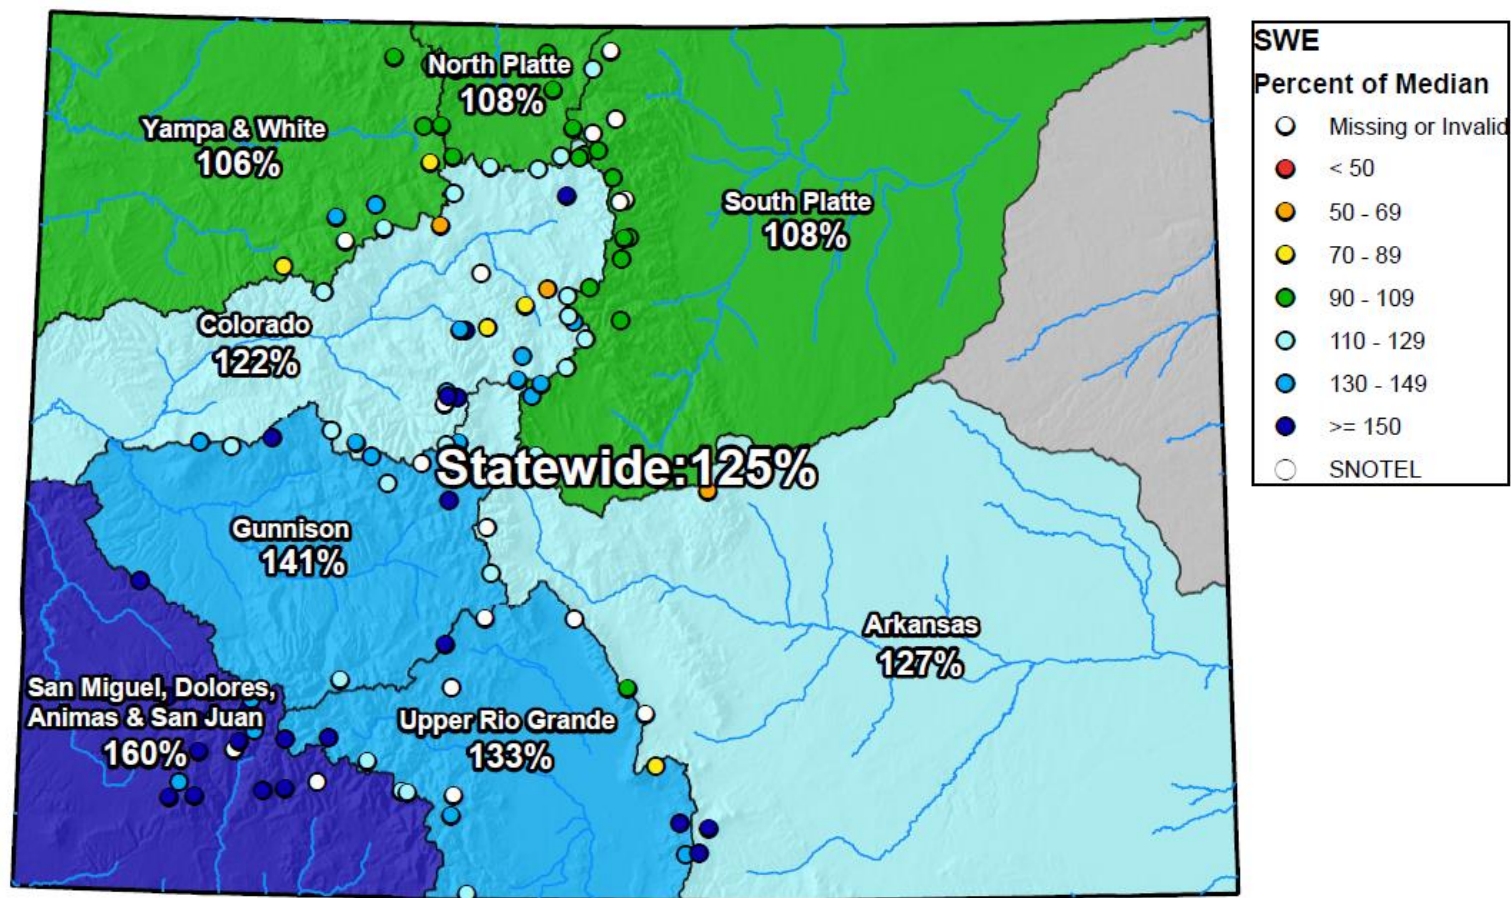 North Platte
108%
Yampa & White
106%
South Platte
108%
Colorado
122%
Statewide:125%
Gunnison
141%
Arkansas
127%
San Miguel, Dolores,
Animas & San Juan
160%
Upper Rio Grande
133%
SWE
Percent of Median
Missing or Invalid
< 50
50 - 69
70 - 89
90 - 109
110 - 129
130 - 149
>= 150
SNOTEL